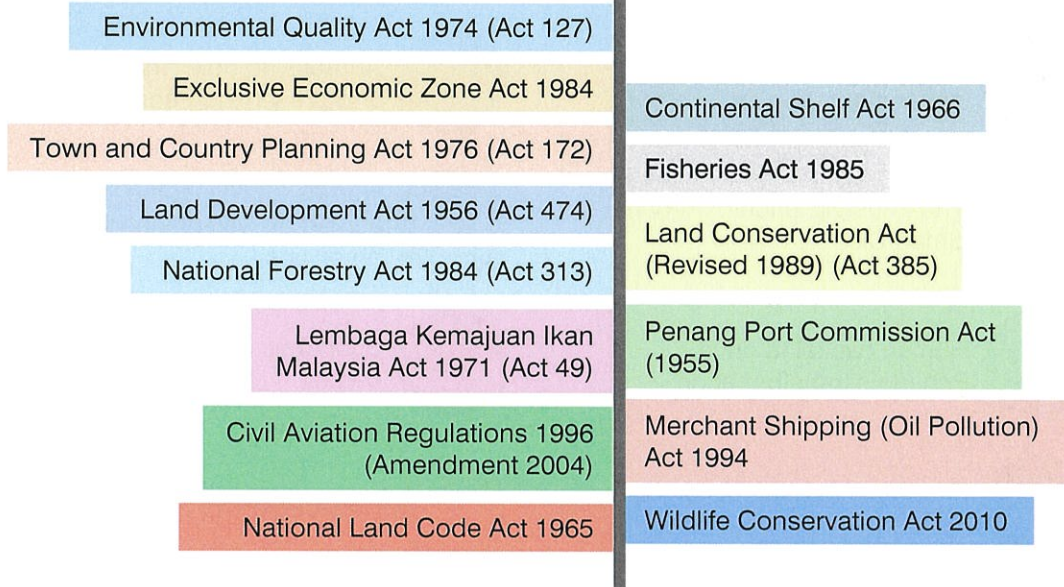 Environmental Quality Act 1974 (Act 127)
Exclusive Economic Zone Act 1984
Town and Country Planning Act 1976 (Act 172)
Land Development Act 1956 (Act 474)
National Forestry Act 1984 (Act 313)
Lembaga Kemajuan Ikan
Malaysia Act 1971 (Act 49)
Civil Aviation Regulations 1996
(Amendment 2004)
National Land Code Act 1965
Continental Shelf Act 1966
Fisheries Act 1985
Land Conservation Act
(Revised 1989) (Act 385)
Penang Port Commission Act
(1955)
Merchant Shipping (Oil Pollution)
Act 1994
Wildlife Conservation Act 2010